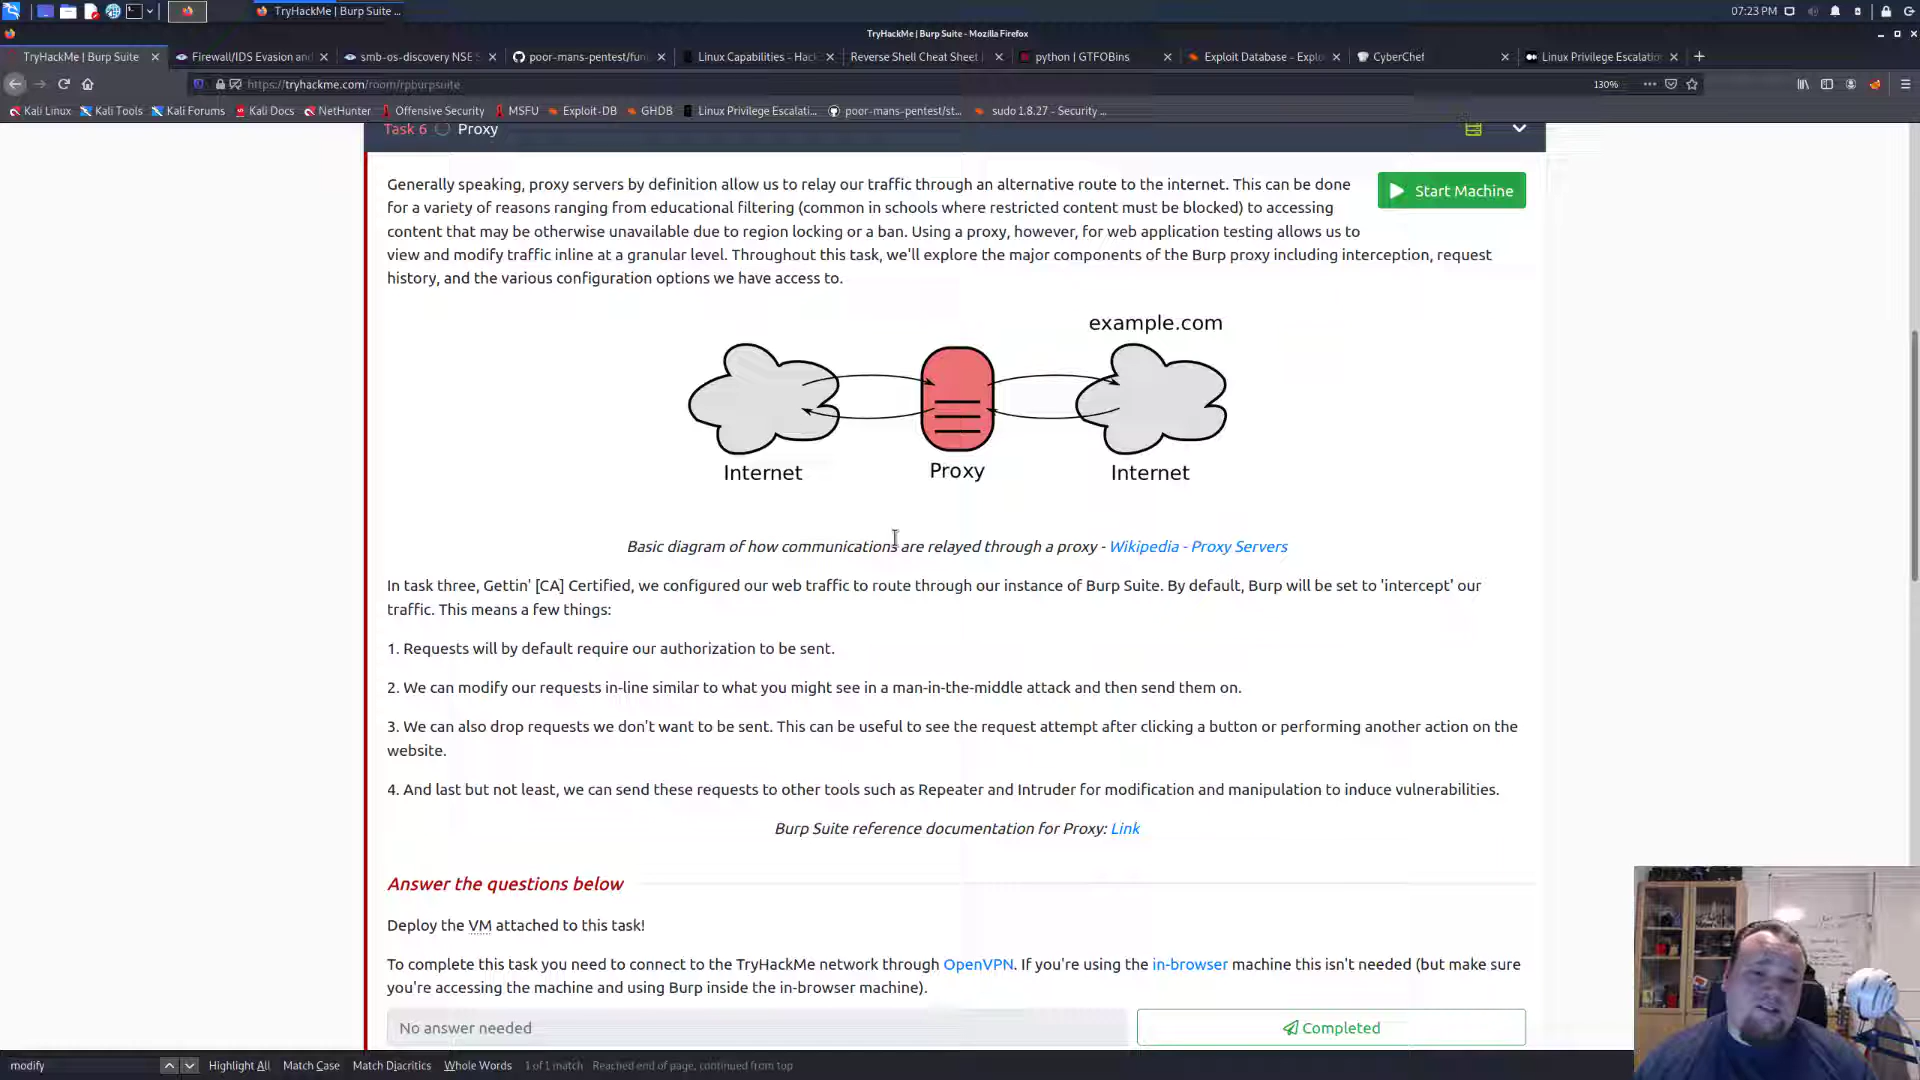 TryHackMe | Burp Suite ...
07:23 PM
TryHackMe | Burp Suite - Mozilla Firefox
TryHackMe | Burp Suite
Firewall/IDS Evasion and
smb-os-discovery NSE S
poor-mans-pentest/fun
Linux Capabilities - Hack
Reverse Shell Cheat Sheet |
python | GTFOBins
Exploit Database - Explo
CyberChef
Linux Privilege Escalatio
https://tryhackme.com/room/rpburpsuite
130%
Kali Linux
Kali Tools
Kali Forums
Kali Docs
NetHunter
Offensive Security
MSFU
Exploit-DB
GHDB
Linux Privilege Escalati...
poor-mans-pentest/st...
sudo 1.8.27 - Security ...
Task 6
Proxy
Start Machine
Generally speaking, proxy servers by definition allow us to relay our traffic through an alternative route to the internet. This can be done
for a variety of reasons ranging from educational filtering (common in schools where restricted content must be blocked) to accessing
content that may be otherwise unavailable due to region locking or a ban. Using a proxy, however, for web application testing allows us to
view and modify traffic inline at a granular level. Throughout this task, we'll explore the major components of the Burp proxy including interception, request
history, and the various configuration options we have access to.
example.com
Internet
Proxy
Internet
Basic diagram of how communications are relayed through a proxy - Wikipedia - Proxy Servers
In task three, Gettin' [CA] Certified, we configured our web traffic to route through our instance of Burp Suite. By default, Burp will be set to 'intercept' our
traffic. This means a few things:
1. Requests will by default require our authorization to be sent.
2. We can modify our requests in-line similar to what you might see in a man-in-the-middle attack and then send them on.
3. We can also drop requests we don't want to be sent. This can be useful to see the request attempt after clicking a button or performing another action on the
website.
4. And last but not least, we can send these requests to other tools such as Repeater and Intruder for modification and manipulation to induce vulnerabilities.
Burp Suite reference documentation for Proxy: Link
Answer the questions below
Deploy the VM attached to this task!
To complete this task you need to connect to the TryHackMe network through OpenVPN. If you're using the in-browser machine this isn't needed (but make sure
you're accessing the machine and using Burp inside the in-browser machine).
No answer needed
Completed
modify
Highlight All
Match Case
Match Diacritics
Whole Words
1 of 1 match
Reached end of page, continued from top